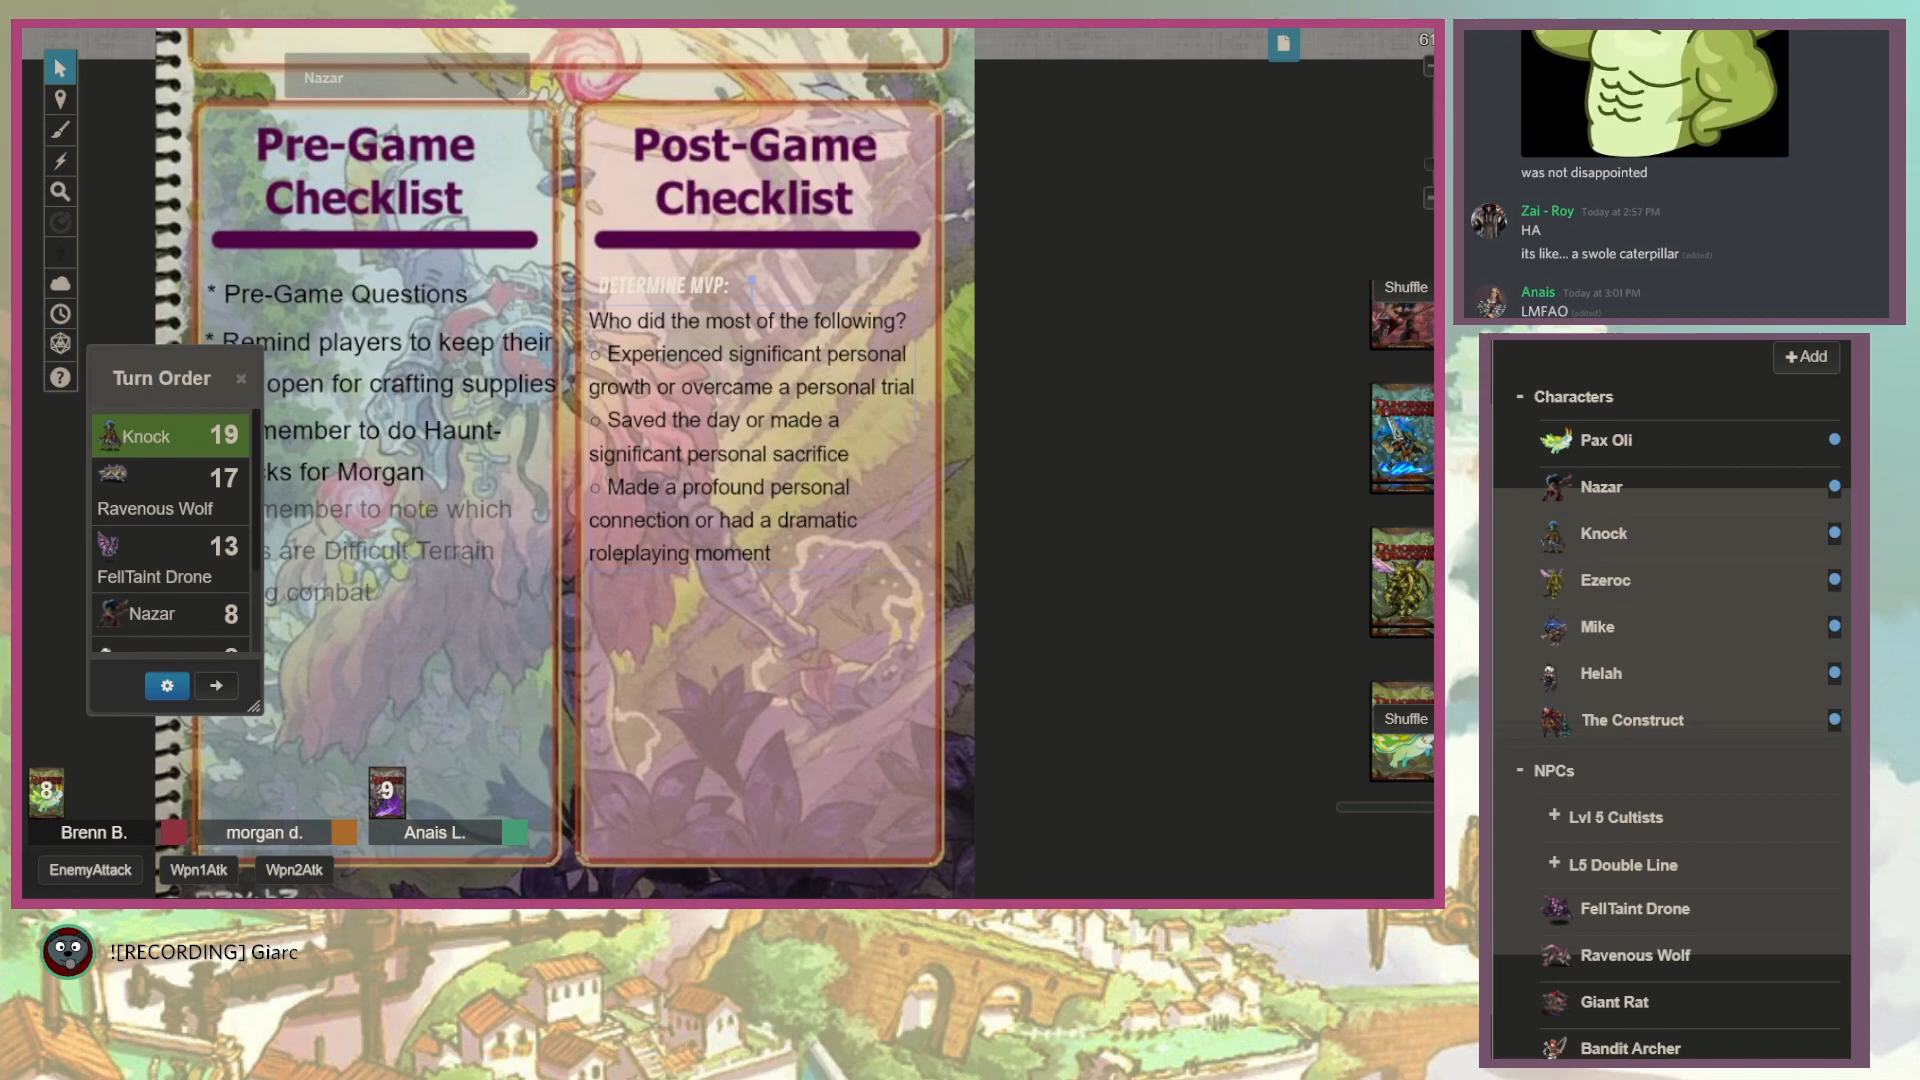 Nazar
61
Pre-Game
Checklist
* Pre-Game Questions
* Remind players to keep their
open for crafting supplies
member to do Haunt-
ks for Morgan
member to note which
s are Difficult Terrain
g combat
Post-Game
Checklist
DETERMINE MVP:
Who did the most of the following?
○ Experienced significant personal
growth or overcame a personal trial
○ Saved the day or made a
significant personal sacrifice
○ Made a profound personal
connection or had a dramatic
roleplaying moment
Turn Order ×
Knock 19
17
Ravenous Wolf
13
FellTaint Drone
Nazar 8
8
9
Brenn B.
morgan d.
Anais L.
EnemyAttack
Wpn1Atk
Wpn2Atk
Shuffle
DUNGEONS
DRAGONS
DUNGEONS
DRAGONS
Shuffle
![RECORDING] Giarc
was not disappointed
Zai - Roy Today at 2:57 PM
HA
its like... a swole caterpillar (edited)
Anais Today at 3:01 PM
LMFAO (edited)
+ Add
- Characters
Pax Oli
Nazar
Knock
Ezeroc
Mike
Helah
The Construct
- NPCs
+ Lvl 5 Cultists
+ L5 Double Line
FellTaint Drone
Ravenous Wolf
Giant Rat
Bandit Archer